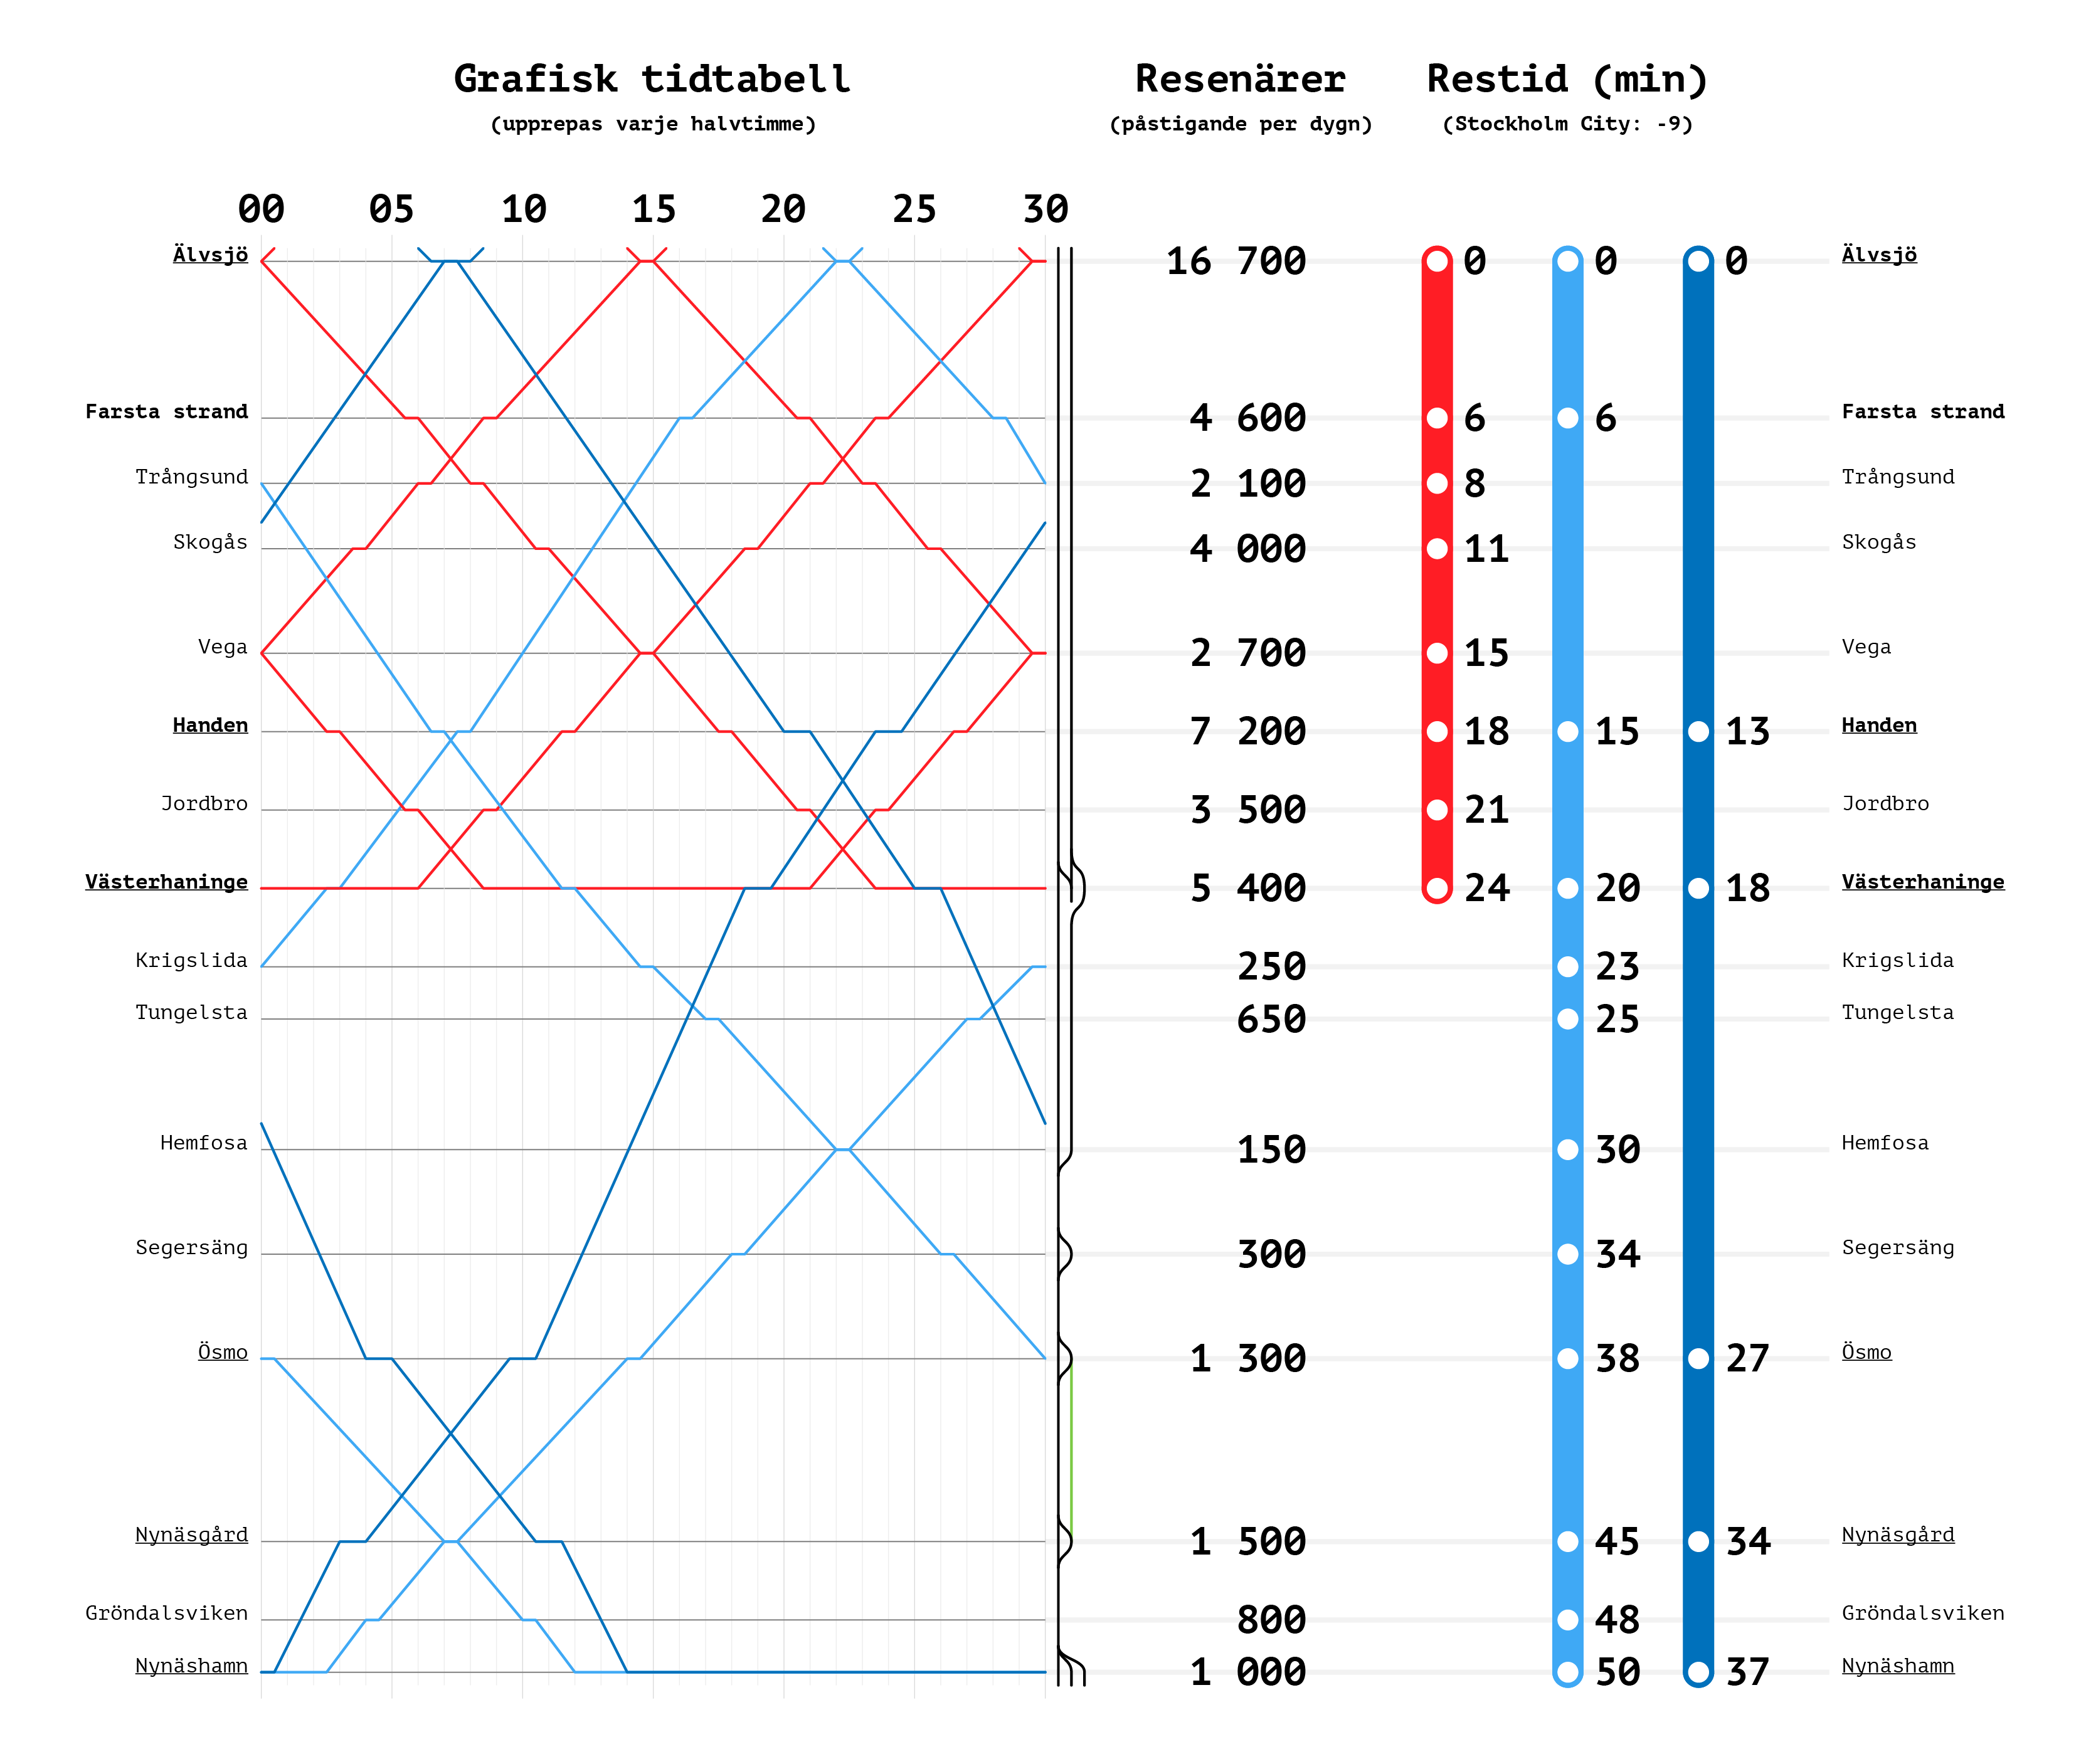 Grafisk tidtabell
(upprepas varje halvtimme)
Resenärer
(påstigande per dygn)
Restid (min)
(Stockholm City: -9)
00 05 10 15 20 25 30
Älvsjö 16 700 0 0 0 Älvsjö
Farsta strand 4 600 6 6 Farsta strand
Trångsund 2 100 8 Trångsund
Skogås 4 000 11 Skogås
Vega 2 700 15 Vega
Handen 7 200 18 15 13 Handen
Jordbro 3 500 21 Jordbro
Västerhaninge 5 400 24 20 18 Västerhaninge
Krigslida 250 23 Krigslida
Tungelsta 650 25 Tungelsta
Hemfosa 150 30 Hemfosa
Segersäng 300 34 Segersäng
Ösmo 1 300 38 27 Ösmo
Nynäsgård 1 500 45 34 Nynäsgård
Gröndalsviken 800 48 Gröndalsviken
Nynäshamn 1 000 50 37 Nynäshamn